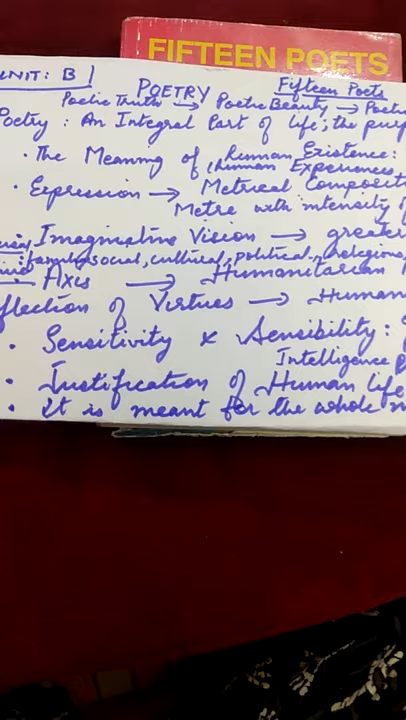 FIFTEEN POETS
UNIT: B
POETRY
Fifteen Poets
Poetic Truth → Poetic Beauty →
Poetry : An Integral Part of life; the
• The Meaning of Human Existence:
Human Experiences
• Expression → Metrical
Metre with intensity
Imaginative Vision → greater
: family, social, cultural, political, religious,
Axis → Humanitarian
of Virtues → Human
• Sensitivity & Sensibility:
Intelligence
• Justification of Human life
• It is meant for the whole